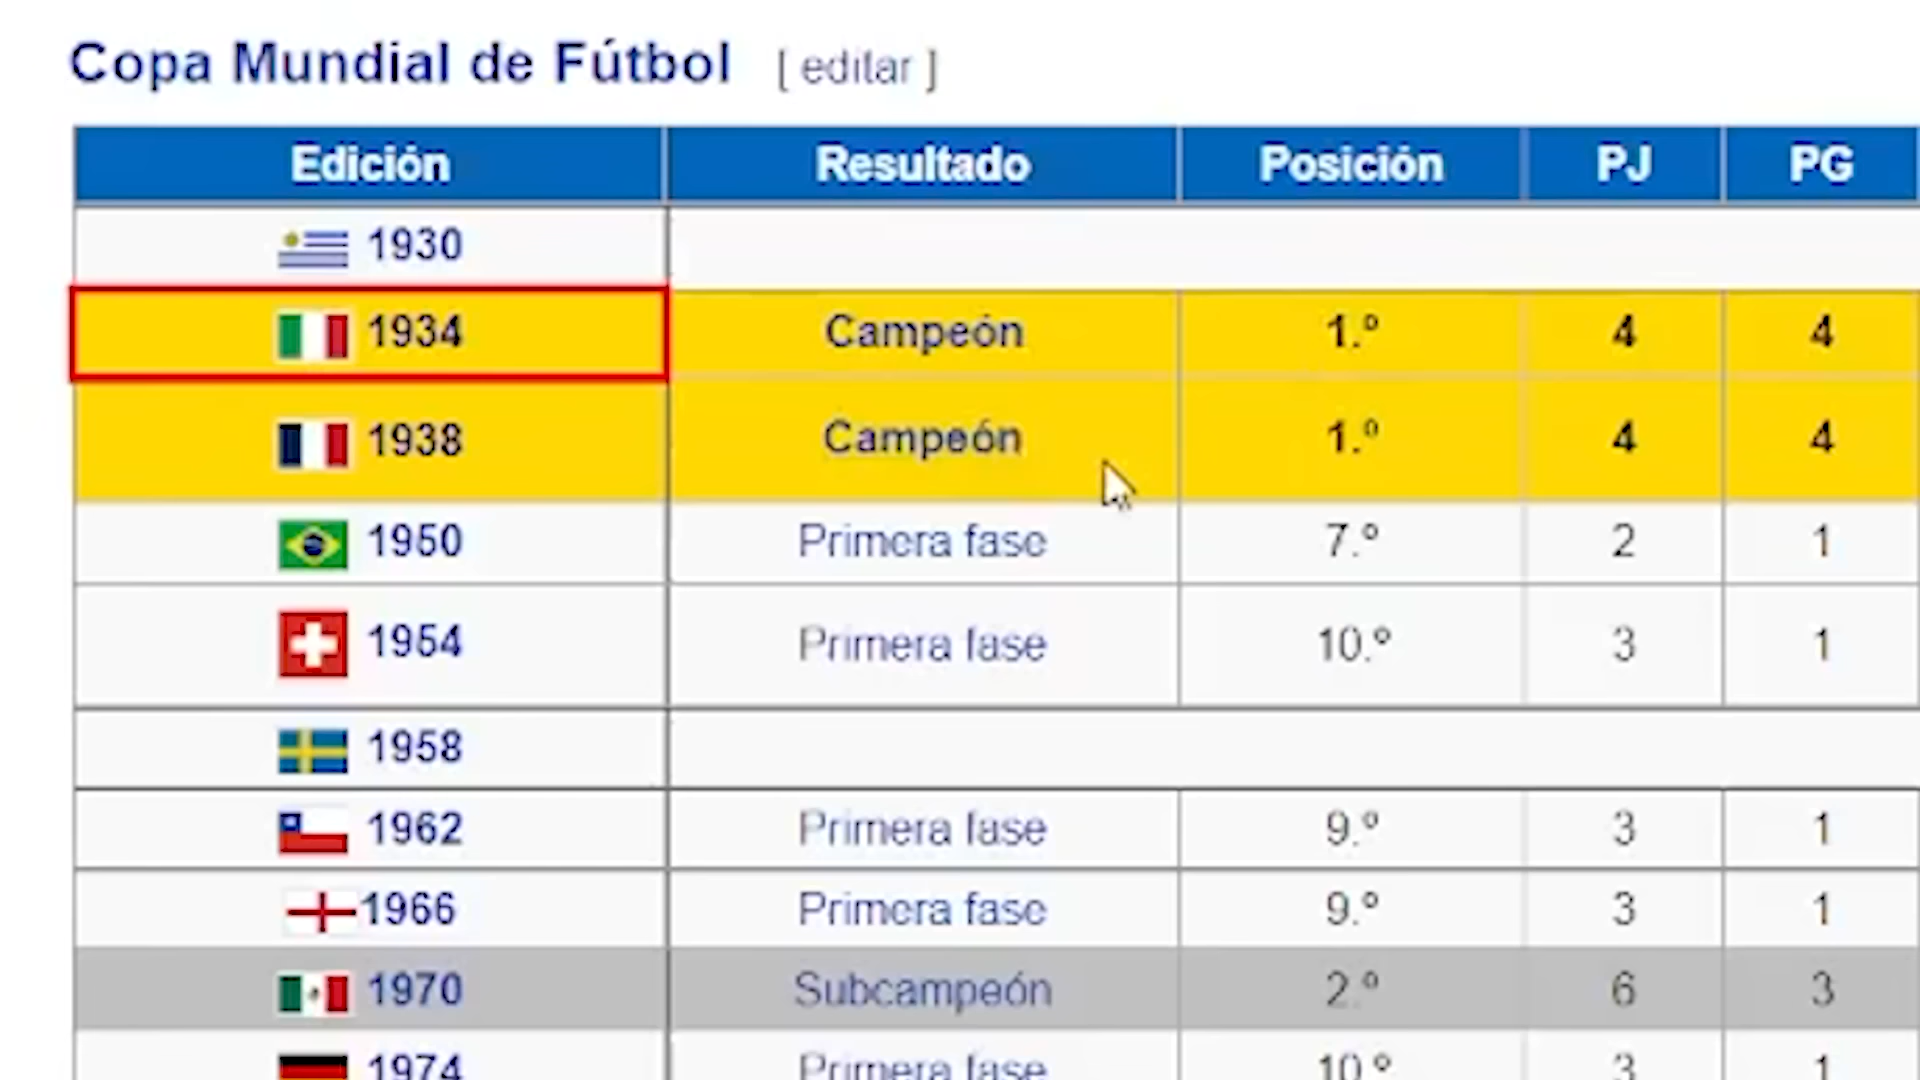 Copa Mundial de Fútbol [ editar ]
Edición Resultado Posición PJ PG
1930
1934 Campeón 1.º 4 4
1938 Campeón 1.º 4 4
1950 Primera fase 7.º 2 1
1954 Primera fase 10.º 3 1
1958
1962 Primera fase 9.º 3 1
1966 Primera fase 9.º 3 1
1970 Subcampeón 2.º 6 3
1974 Primera fase 10.º 3 1